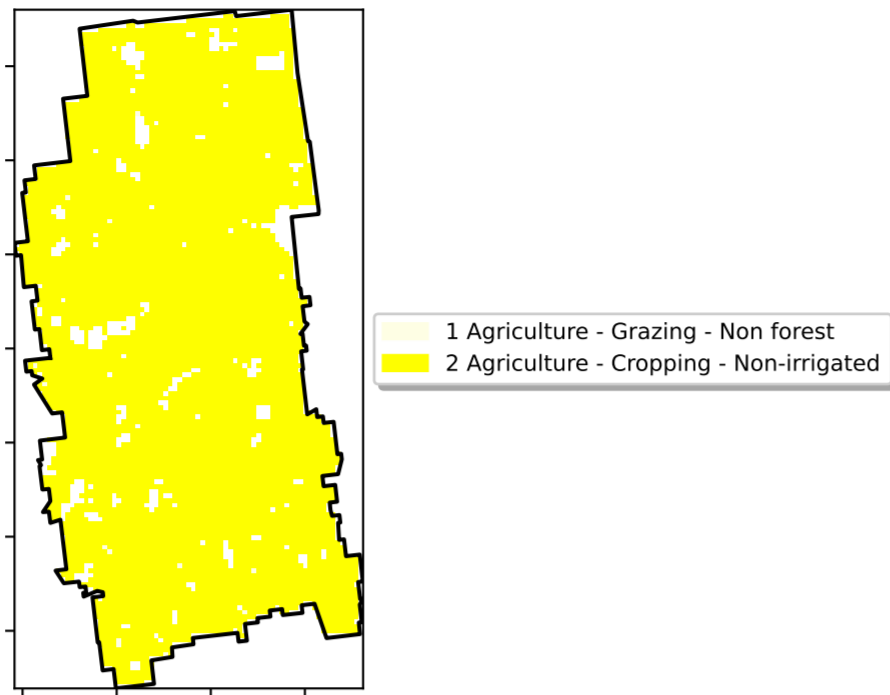 1 Agriculture - Grazing - Non forest
2 Agriculture - Cropping - Non-irrigated